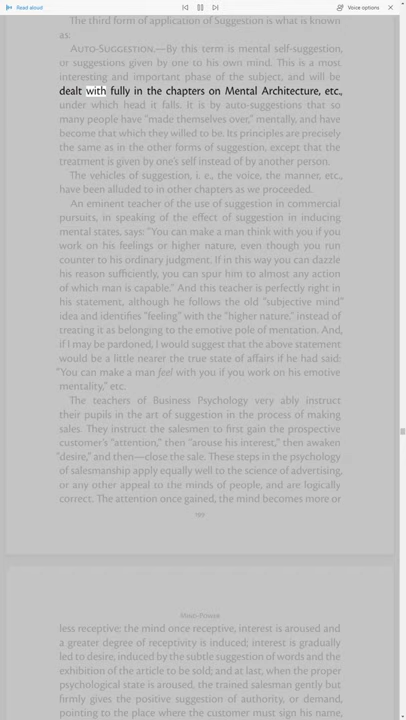 Read aloud
Voice options
The third form of application of Suggestion is what is known
as:
AUTO-SUGGESTION.—By this term is mental self-suggestion,
or suggestions given by one to his own mind. This is a most
interesting and important phase of the subject, and will be
dealt with fully in the chapters on Mental Architecture, etc.,
under which head it falls. It is by auto-suggestions that so
many people have "made themselves over," mentally, and have
become that which they willed to be. Its principles are precisely
the same as in the other forms of suggestion, except that the
treatment is given by one's self instead of by another person.
The vehicles of suggestion, i. e., the voice, the manner, etc.,
have been alluded to in other chapters as we proceeded.
An eminent teacher of the use of suggestion in commercial
pursuits, in speaking of the effect of suggestion in inducing
mental states, says: "You can make a man think with you if you
work on his feelings or higher nature, even though you run
counter to his ordinary judgment. If in this way you can dazzle
his reason sufficiently, you can spur him to almost any action
of which man is capable." And this teacher is perfectly right in
his statement, although he follows the old "subjective mind"
idea and identifies "feeling" with the "higher nature," instead of
treating it as belonging to the emotive pole of mentation. And,
if I may be pardoned, I would suggest that the above statement
would be a little nearer the true state of affairs if he had said:
"You can make a man feel with you if you work on his emotive
mentality," etc.
The teachers of Business Psychology very ably instruct
their pupils in the art of suggestion in the process of making
sales. They instruct the salesmen to first gain the prospective
customer's "attention," then "arouse his interest," then awaken
"desire," and then—close the sale. These steps in the psychology
of salesmanship apply equally well to the science of advertising,
or any other appeal to the minds of people, and are logically
correct. The attention once gained, the mind becomes more or
199
MIND-POWER
less receptive; the mind once receptive, interest is aroused and
a greater degree of receptivity is induced; interest is gradually
led to desire, induced by the subtle suggestion of words and the
exhibition of the article to be sold; and at last, when the proper
psychological state is aroused, the trained salesman gently but
firmly gives the positive suggestion of authority, or demand,
pointing to the place where the customer must sign his name,